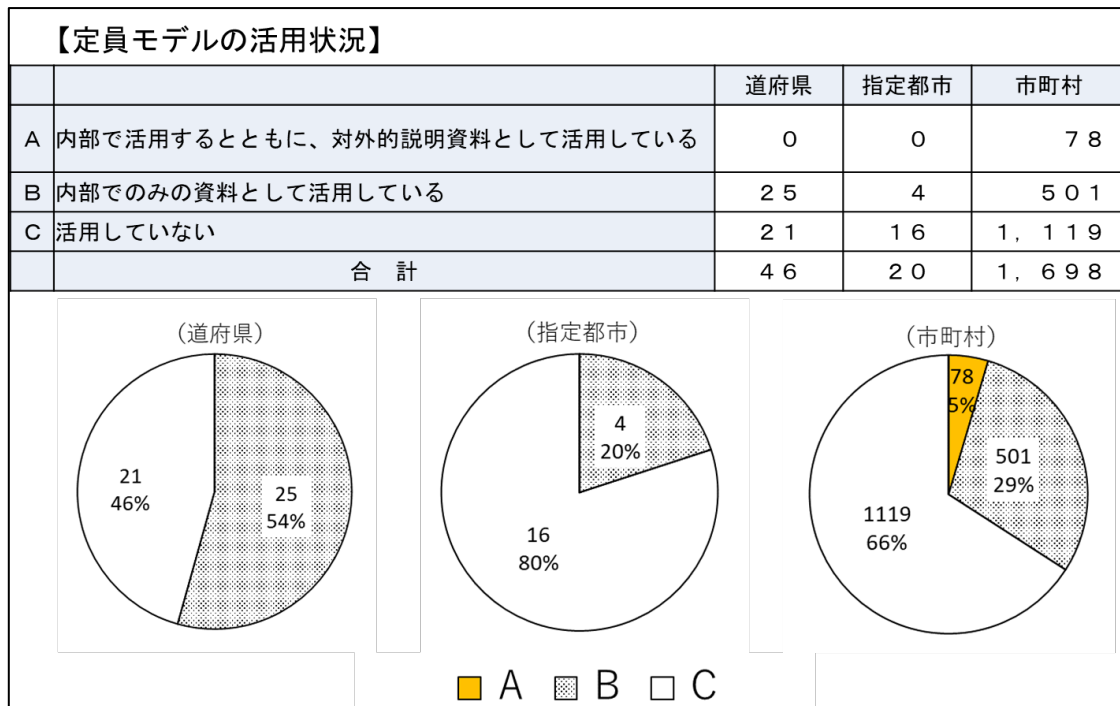 【定員モデルの活用状況】
道府県 指定都市 市町村
A 内部で活用するとともに、対外的説明資料として活用している 0 0 78
B 内部でのみの資料として活用している 25 4 501
C 活用していない 21 16 1,119
合 計 46 20 1,698
(道府県)
(指定都市)
(市町村)
21
46%
25
54%
4
20%
16
80%
78
5%
501
29%
1119
66%
A B C